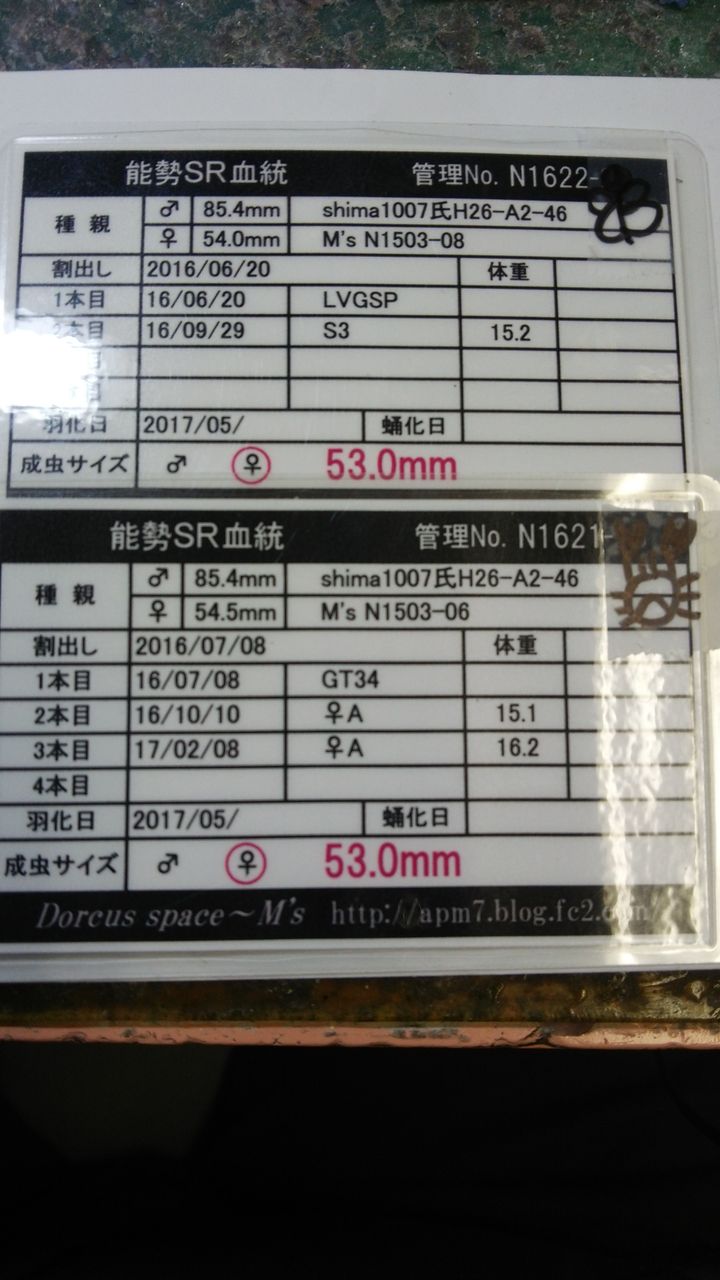 能勢SR血統 管理No. N1622-
種 親 ♂ 85.4mm shima1007氏H26-A2-46
♀ 54.0mm M's N1503-08
割出し 2016/06/20 体重
1本目 16/06/20 LVGSP
2本目 16/09/29 S3 15.2
羽化日 2017/05/ 蛹化日
成虫サイズ ♂ ♀ 53.0mm
能勢SR血統 管理No. N1621-
種 親 ♂ 85.4mm shima1007氏H26-A2-46
♀ 54.5mm M's N1503-06
割出し 2016/07/08 体重
1本目 16/07/08 GT34
2本目 16/10/10 ♀A 15.1
3本目 17/02/08 ♀A 16.2
4本目
羽化日 2017/05/ 蛹化日
成虫サイズ ♂ ♀ 53.0mm
Dorcus space～M's http://apm7.blog.fc2.com/